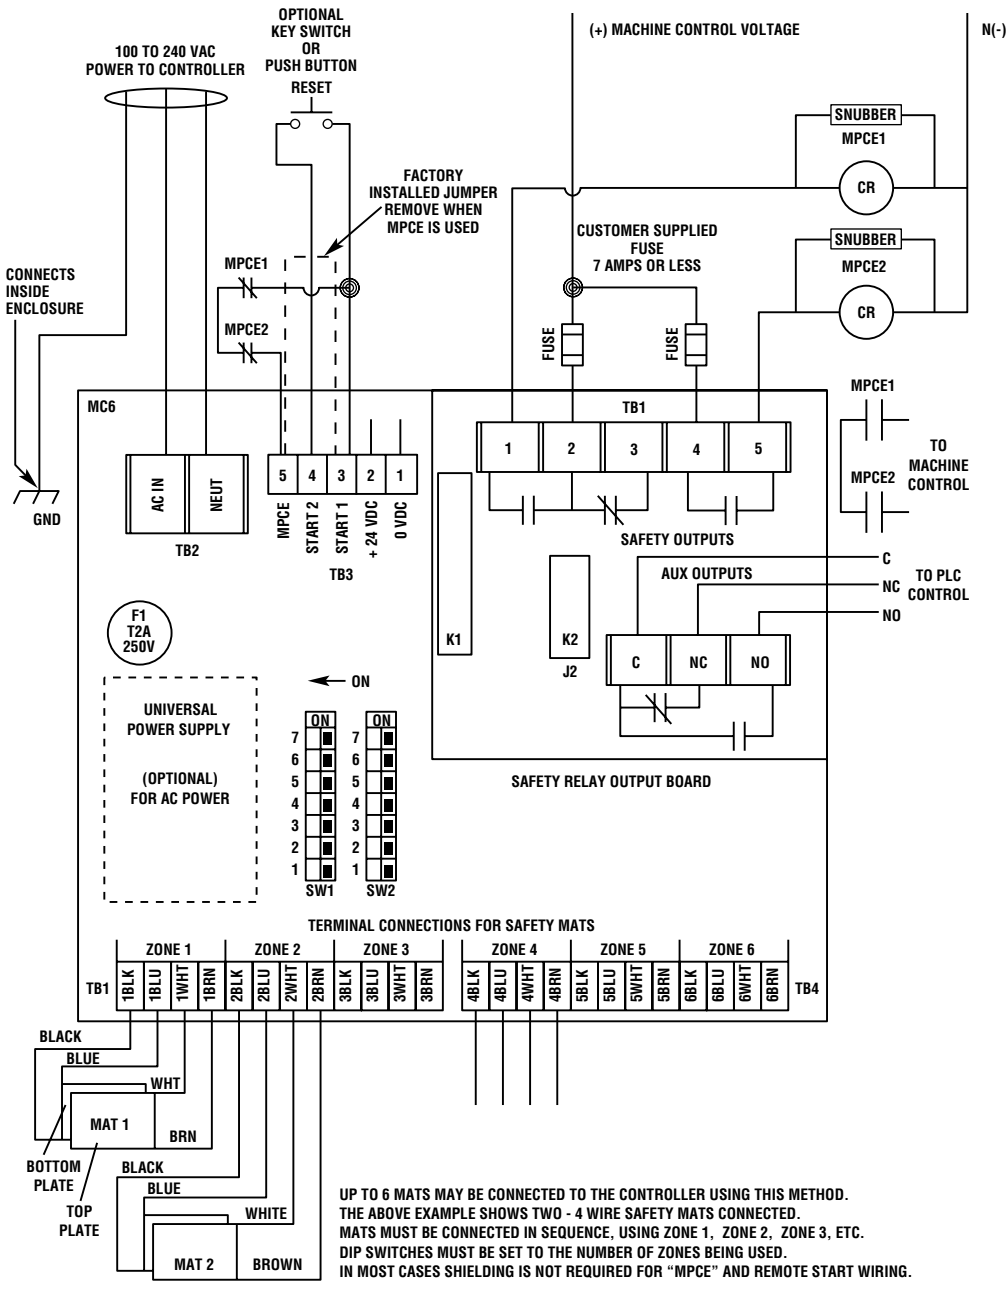 OPTIONAL
KEY SWITCH
OR
PUSH BUTTON
RESET
100 TO 240 VAC
POWER TO CONTROLLER
(+) MACHINE CONTROL VOLTAGE
N(-)
SNUBBER
MPCE1
CR
SNUBBER
MPCE2
CR
FACTORY
INSTALLED JUMPER
REMOVE WHEN
MPCE IS USED
CUSTOMER SUPPLIED
FUSE
7 AMPS OR LESS
CONNECTS
INSIDE
ENCLOSURE
MPCE1
MPCE2
FUSE
FUSE
GND
MC6
AC IN
NEUT
TB2
5
4
3
2
1
MPCE
START 2
START 1
+ 24 VDC
0 VDC
TB3
TB1
1
2
3
4
5
SAFETY OUTPUTS
MPCE1
MPCE2
TO
MACHINE
CONTROL
AUX OUTPUTS
C
NC
NO
TO PLC
CONTROL
K1
K2
J2
C
NC
NO
SAFETY RELAY OUTPUT BOARD
F1
T2A
250V
UNIVERSAL
POWER SUPPLY
(OPTIONAL)
FOR AC POWER
ON
ON
7
6
5
4
3
2
1
SW1
ON
7
6
5
4
3
2
1
SW2
TERMINAL CONNECTIONS FOR SAFETY MATS
ZONE 1
ZONE 2
ZONE 3
ZONE 4
ZONE 5
ZONE 6
TB1
1BLK
1BLU
1WHT
1BRN
2BLK
2BLU
2WHT
2BRN
3BLK
3BLU
3WHT
3BRN
4BLK
4BLU
4WHT
4BRN
5BLK
5BLU
5WHT
5BRN
6BLK
6BLU
6WHT
6BRN
TB4
BLACK
BLUE
WHT
MAT 1
BRN
BOTTOM
PLATE
TOP
PLATE
BLACK
BLUE
WHITE
MAT 2
BROWN
UP TO 6 MATS MAY BE CONNECTED TO THE CONTROLLER USING THIS METHOD.
THE ABOVE EXAMPLE SHOWS TWO - 4 WIRE SAFETY MATS CONNECTED.
MATS MUST BE CONNECTED IN SEQUENCE, USING ZONE 1, ZONE 2, ZONE 3, ETC.
DIP SWITCHES MUST BE SET TO THE NUMBER OF ZONES BEING USED.
IN MOST CASES SHIELDING IS NOT REQUIRED FOR “MPCE” AND REMOTE START WIRING.